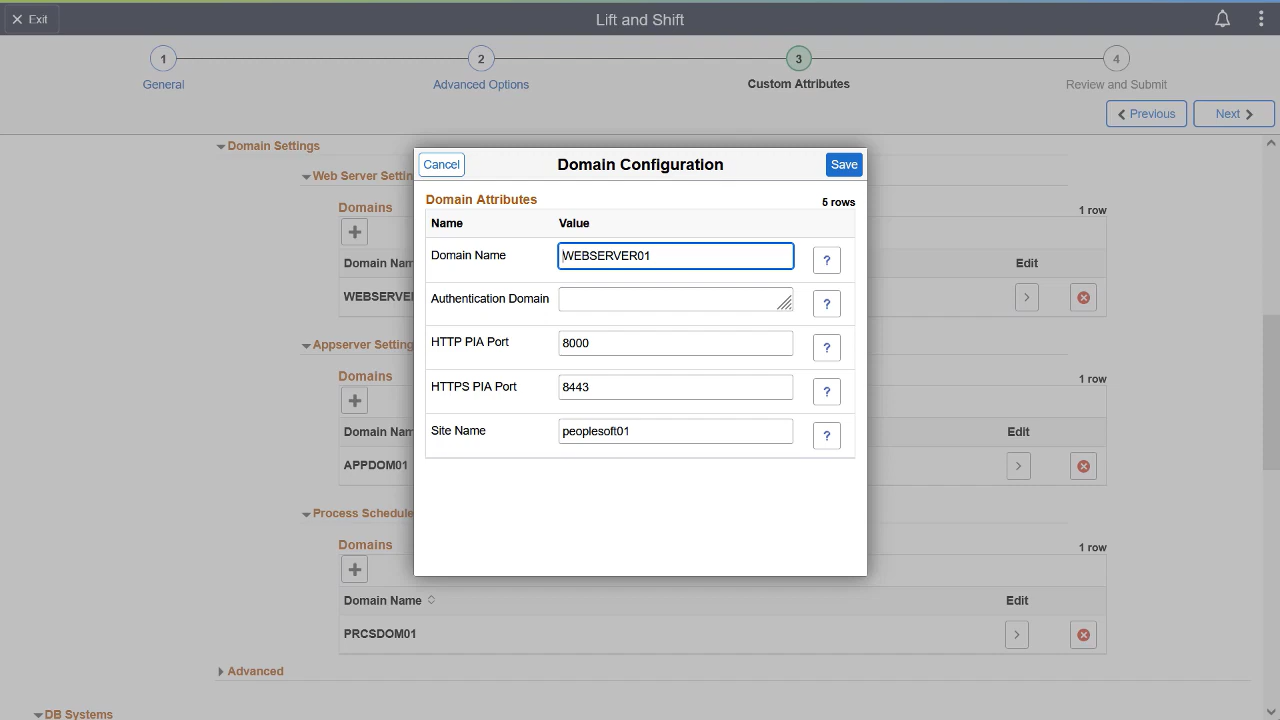 Exit
Lift and Shift
1
2
3
4
General
Advanced Options
Custom Attributes
Review and Submit
Previous
Next
Domain Settings
Web Server Settin
Domains
1 row
Domain Nam
Edit
WEBSERVE
Appserver Setting
Domains
1 row
Domain Nam
Edit
APPDOM01
Process Schedule
Domains
1 row
Domain Name
Edit
PRCSDOM01
Advanced
DB Systems
Cancel
Domain Configuration
Save
Domain Attributes
5 rows
Name Value
Domain Name WEBSERVER01 ?
Authentication Domain ?
HTTP PIA Port 8000 ?
HTTPS PIA Port 8443 ?
Site Name peoplesoft01 ?